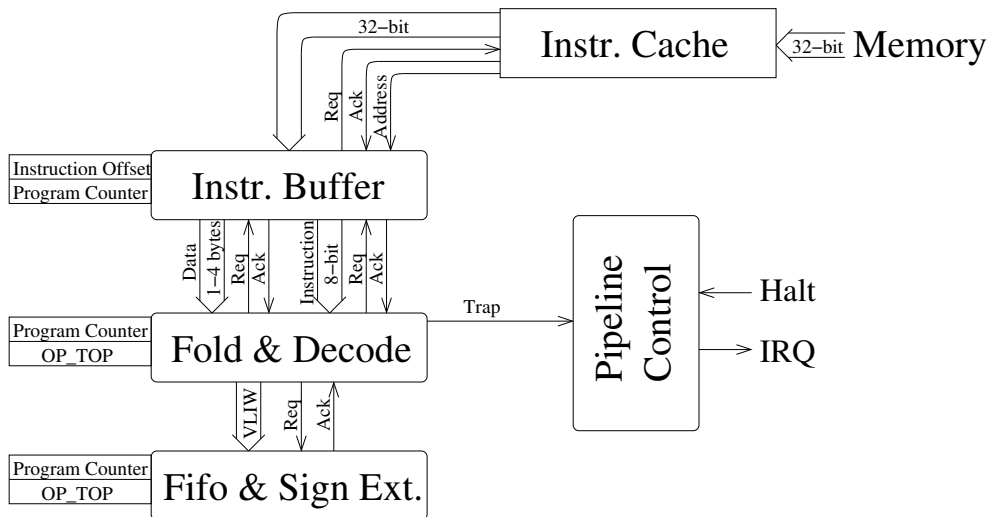 32-bit
Instr. Cache
32-bit
Memory
Req
Ack
Address
Instruction Offset
Program Counter
Instr. Buffer
Data
1-4 bytes
Req
Ack
Instruction
8-bit
Req
Ack
Program Counter
OP_TOP
Fold & Decode
Trap
Pipeline
Control
Halt
IRQ
VLIW
Req
Ack
Program Counter
OP_TOP
Fifo & Sign Ext.